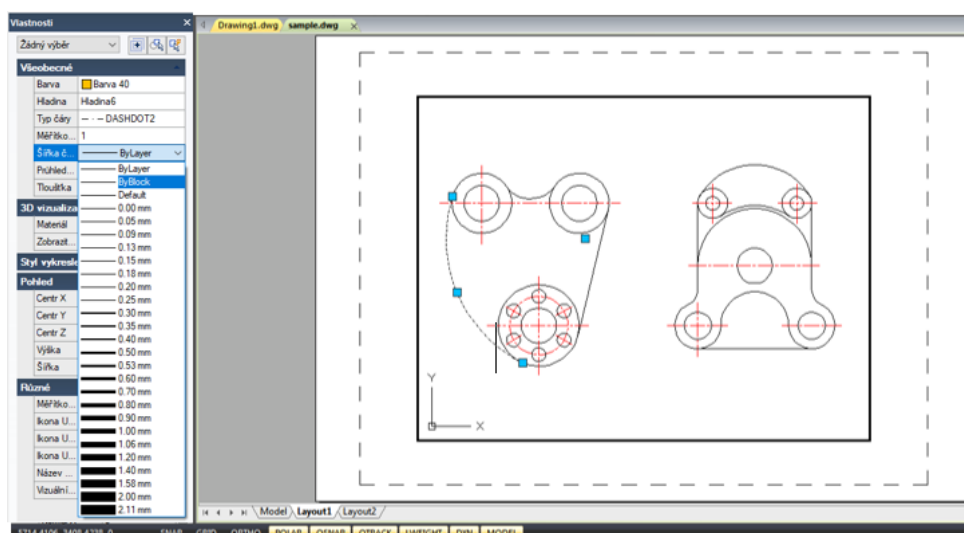 Vlastnosti
Drawing1.dwg sample.dwg
Žádný výběr
Všeobecné
Barva Barva 40
Hladina Hladina6
Typ čáry DASHDOT2
Měřítko... 1
Šířka č... ByLayer
Průhled... ByLayer
ByBlock
Tloušťka Default
3D vizualiza 0.00 mm
0.05 mm
Materiál 0.09 mm
Zobrazit... 0.13 mm
0.15 mm
Styl vykresle 0.18 mm
Pohled 0.20 mm
Centr X 0.25 mm
0.30 mm
Centr Y 0.35 mm
Centr Z 0.40 mm
Výška 0.50 mm
Šířka 0.53 mm
0.60 mm
Různé 0.70 mm
Měřítko... 0.80 mm
Ikona U... 0.90 mm
1.00 mm
Ikona U... 1.06 mm
Ikona U... 1.20 mm
Název ... 1.40 mm
Vizuální... 1.58 mm
2.00 mm
2.11 mm
Y
X
Model Layout1 Layout2
SNAP GRID ORTHO POLAR OSNAP OTRACK LWEIGHT DYN MODEL